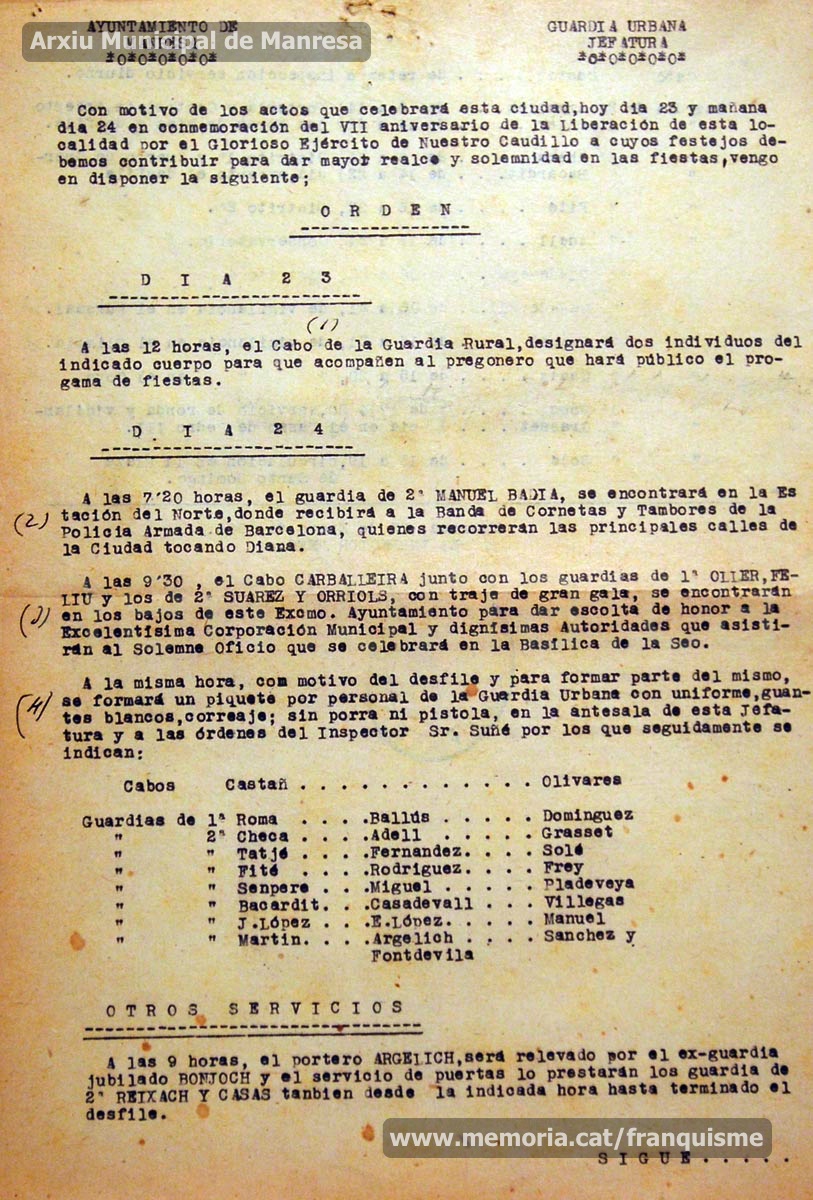 AYUNTAMIENTO DE
Arxiu Municipal de Manresa
*o*o*o*o*o*
GUARDIA URBANA
JEFATURA
*o*o*o*o*o*
Con motivo de los actos que celebrará esta ciudad,hoy dia 23 y mañana
dia 24 en conmemoración del VII aniversario de la Liberación de esta lo-
calidad por el Glorioso Ejército de Nuestro Caudillo a cuyos festejos de-
bemos contribuir para dar mayor realce y solemnidad en las fiestas,vengo
en disponer la siguiente;
O R D E N
D I A 2 3
(1)
A las 12 horas, el Cabo de la Guardia Rural,designará dos individuos del
indicado cuerpo para que acompañen al pregonero que hará público el pro-
gama de fiestas.
D I A 2 4
A las 7'20 horas, el guardia de 2ª MANUEL BADIA, se encontrará en la Es
(2) tación del Norte,donde recibirá a la Banda de Cornetas y Tambores de la
Policia Armada de Barcelona, quienes recorrerán las principales calles de
la Ciudad tocando Diana.
A las 9'30 , el Cabo CARBALLEIRA junto con los guardias de 1ª OLLER,FE-
LIU y los de 2ª SUAREZ Y ORRIOLS, con traje de gran gala, se encontrarán
(3) en los bajos de este Excmo. Ayuntamiento para dar escolta de honor a la
Excelentísima Corporación Municipal y dignísimas Autoridades que asisti-
rán al Solemne Oficio que se celebrará en la Basílica de la Seo.
A la misma hora, com motivo del desfile y para formar parte del mismo,
(4) se formará un piquete por personal de la Guardia Urbana con uniforme,guan-
tes blancos,correaje; sin porra ni pistola, en la antesala de esta Jefa-
tura y a las órdenes del Inspector Sr. Suñé por los que seguidamente se
indican:
Cabos Castañ . . . . . . . . . . . . Olivares
Guardias de 1ª Roma . . . .Ballús . . . . . Dominguez
" 2ª Checa . . . .Adell . . . . . Grasset
" " Tatjé . . . .Fernandez. . . . Solé
" " Fité . . . .Rodriguez. . . . Frey
" " Senpere . . .Miguel . . . . . Pladeveya
" " Bacardit. . .Casadevall . . . Villegas
" " J.López . . .E.López. . . . . Manuel
" " Martin. . . .Argelich . . . . Sanchez y
Fontdevila
O T R O S S E R V I C I O S
A las 9 horas, el portero ARGELICH,será relevado por el ex-guardia
jubilado BONJOCH y el servicio de puertas lo prestarán los guardia de
2ª REIXACH Y CASAS tanbien desde la indicada hora hasta terminado el
desfile.
www.memoria.cat/franquisme
S I G U E . . . . .